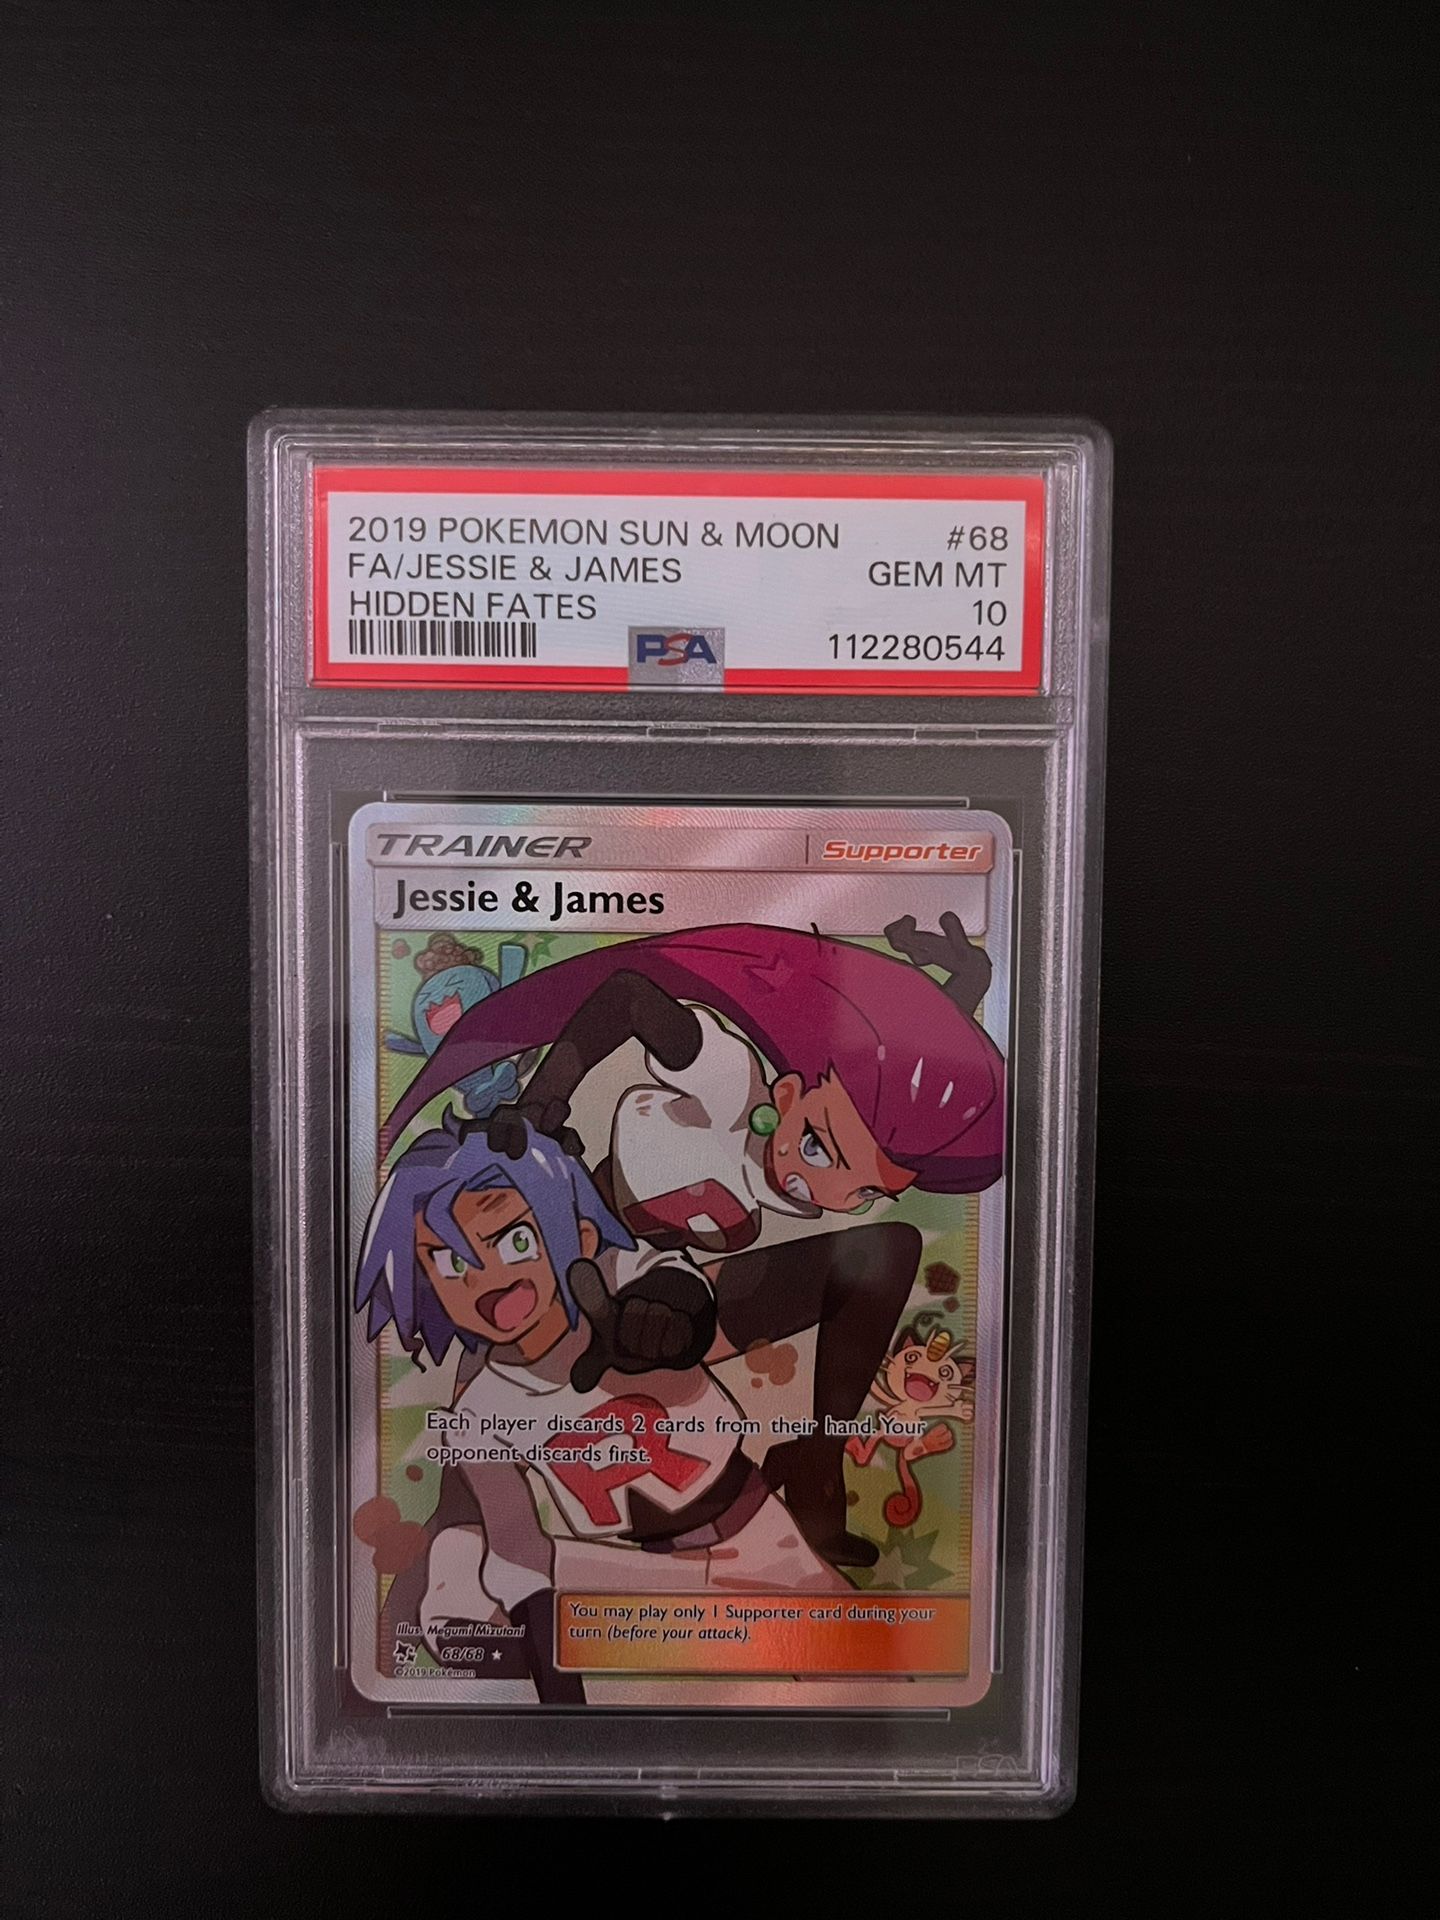 2019 POKEMON SUN & MOON #68
FA/JESSIE & JAMES GEM MT
HIDDEN FATES 10
PSA 112280544
TRAINER Supporter
Jessie & James
Each player discards 2 cards from their hand. Your
opponent discards first.
You may play only 1 Supporter card during your
turn (before your attack).
Illus. Megumi Mizutani
68/68
©2019 Pokémon
PSA